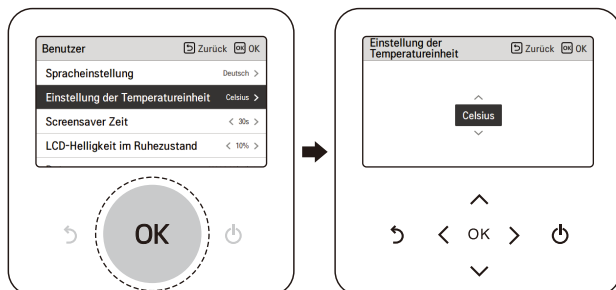 Benutzer Zurück OK OK
Spracheinstellung Deutsch >
Einstellung der Temperatureinheit Celsius >
Screensaver Zeit < 30s >
LCD-Helligkeit im Ruhezustand < 10% >
OK
Einstellung der
Temperatureinheit Zurück OK OK
Celsius
OK